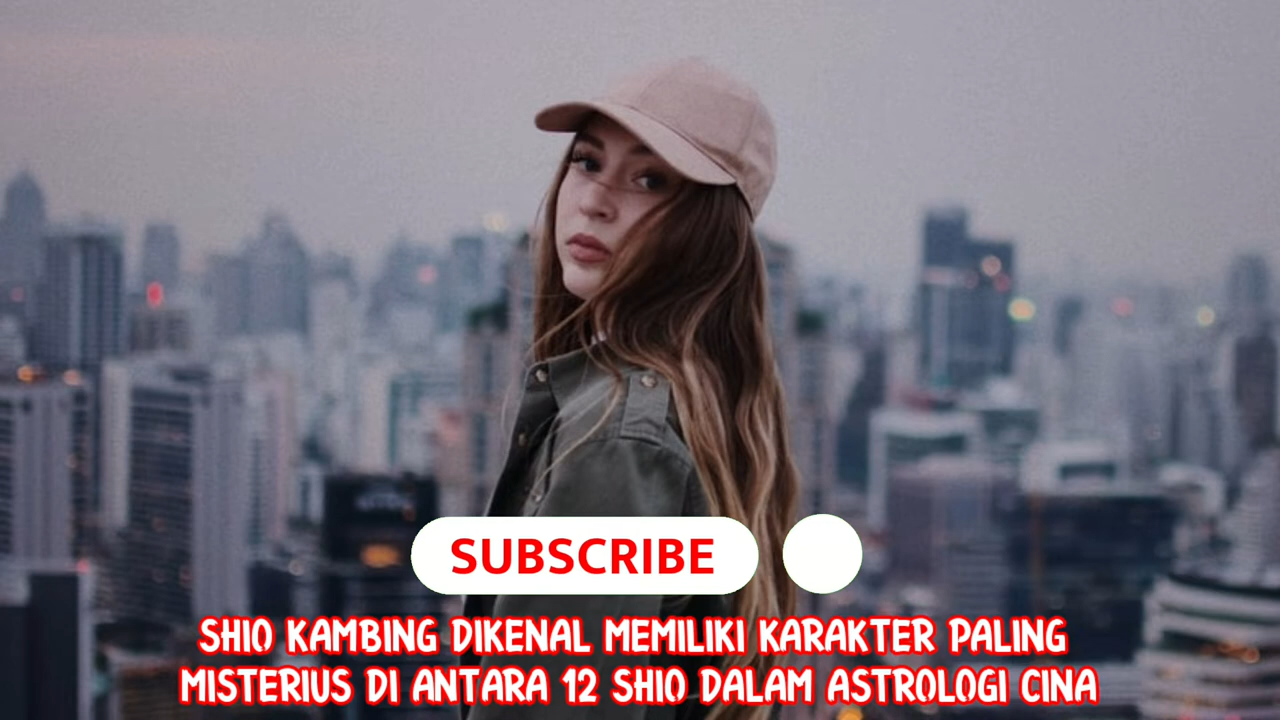 SUBSCRIBE
SHIO KAMBING DIKENAL MEMILIKI KARAKTER PALING
MISTERIUS DI ANTARA 12 SHIO DALAM ASTROLOGI CINA